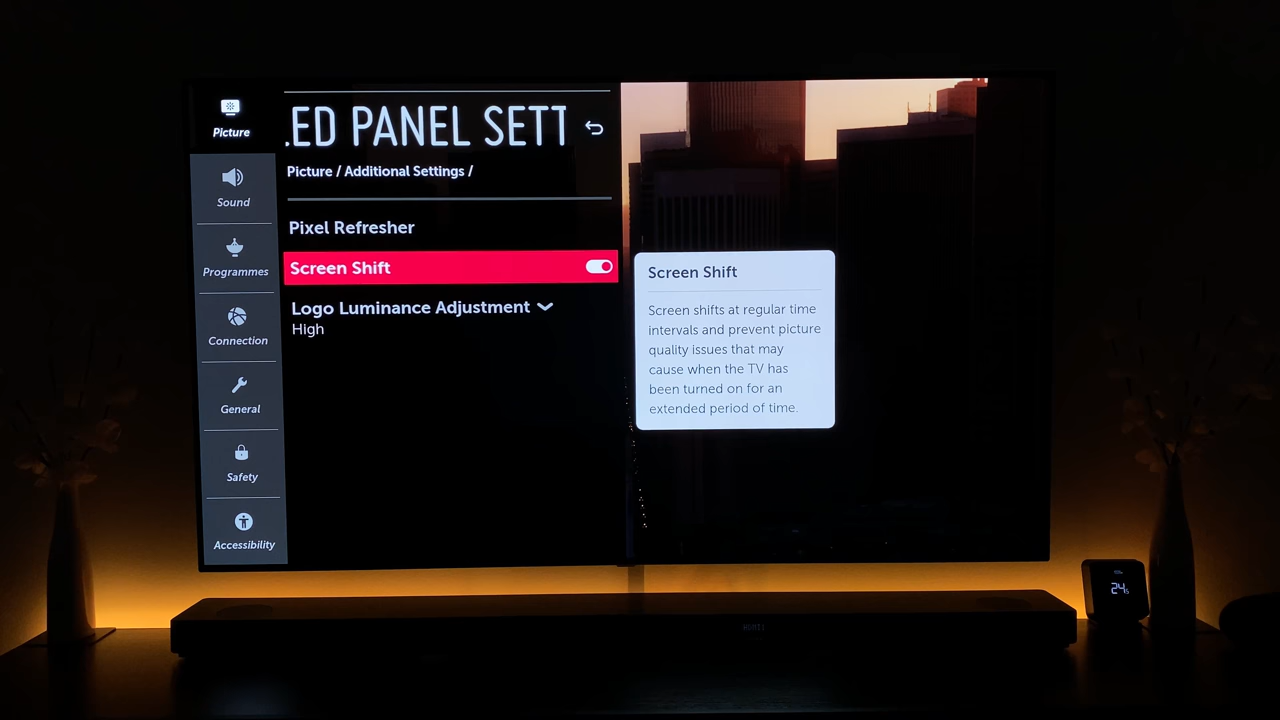 Picture
.ED PANEL SETT
Picture / Additional Settings /
Sound
Programmes
Connection
General
Safety
Accessibility
Pixel Refresher
Screen Shift
Logo Luminance Adjustment
High
Screen Shift
Screen shifts at regular time
intervals and prevent picture
quality issues that may
cause when the TV has
been turned on for an
extended period of time.
24